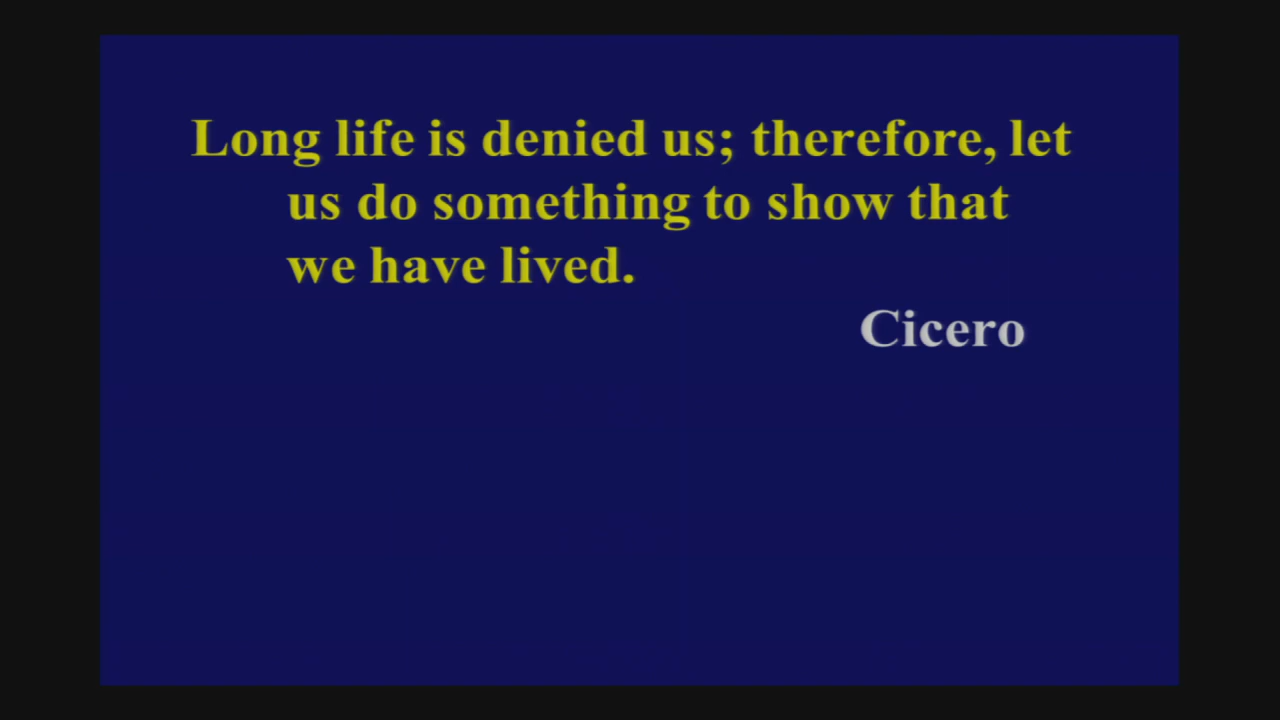 Long life is denied us; therefore, let
us do something to show that
we have lived.
Cicero